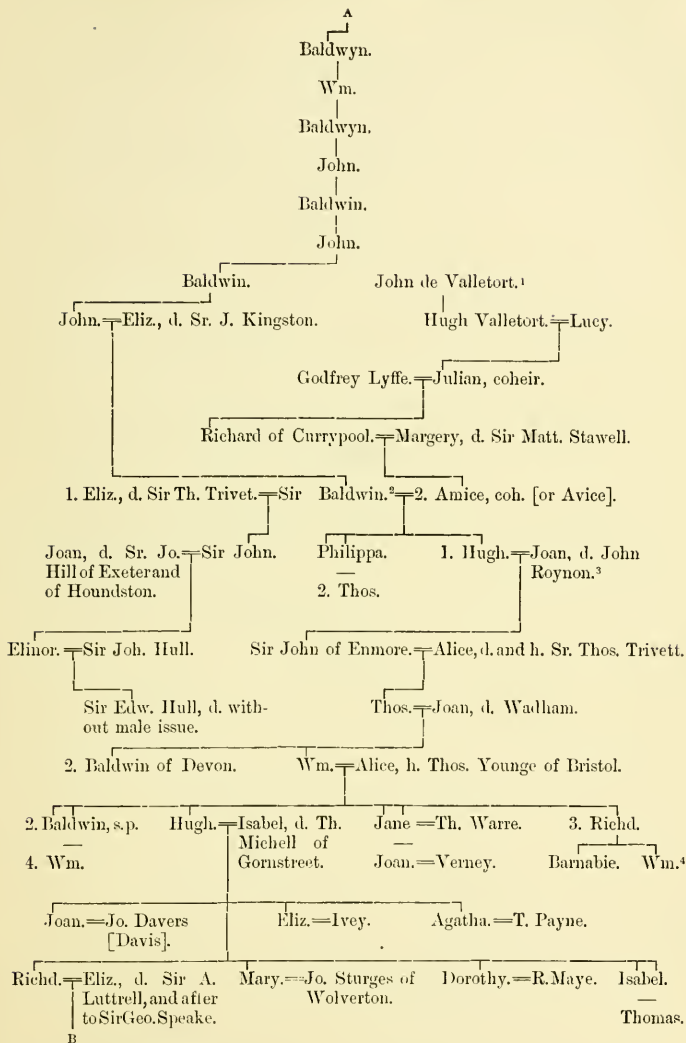 A
Baldwyn.
Wm.
Baldwyn.
John.
Baldwin.
John.
Baldwin. John de Valletort.¹
John.=Eliz., d. Sr. J. Kingston. Hugh Valletort.=Lucy.
Godfrey Lyffe.=Julian, coheir.
Richard of Currypool.=Margery, d. Sir Matt. Stawell.
1. Eliz., d. Sir Th. Trivet.=Sir Baldwin.²=2. Amice, coh. [or Avice].
Joan, d. Sr. Jo.=Sir John. Philippa. 1. Hugh.=Joan, d. John
Hill of Exeter and — Roynon.³
of Houndston. 2. Thos.
Elinor.=Sir Joh. Hull. Sir John of Enmore.=Alice, d. and h. Sr. Thos. Trivett.
Sir Edw. Hull, d. with- Thos.=Joan, d. Wadham.
out male issue.
2. Baldwin of Devon. Wm.=Alice, h. Thos. Younge of Bristol.
2. Baldwin, s.p. Hugh.=Isabel, d. Th. Jane=Th. Warre. 3. Richd.
— Michell of —
4. Wm. Gornstreet. Joan.=Verney. Barnabie. Wm.⁴
Joan.=Jo. Davers Eliz.=Ivey. Agatha.=T. Payne.
[Davis].
Richd.=Eliz., d. Sir A. Mary.=Jo. Sturges of Dorothy.=R. Maye. Isabel.
Luttrell, and after Wolverton. —
to Sir Geo. Speake. Thomas.
B